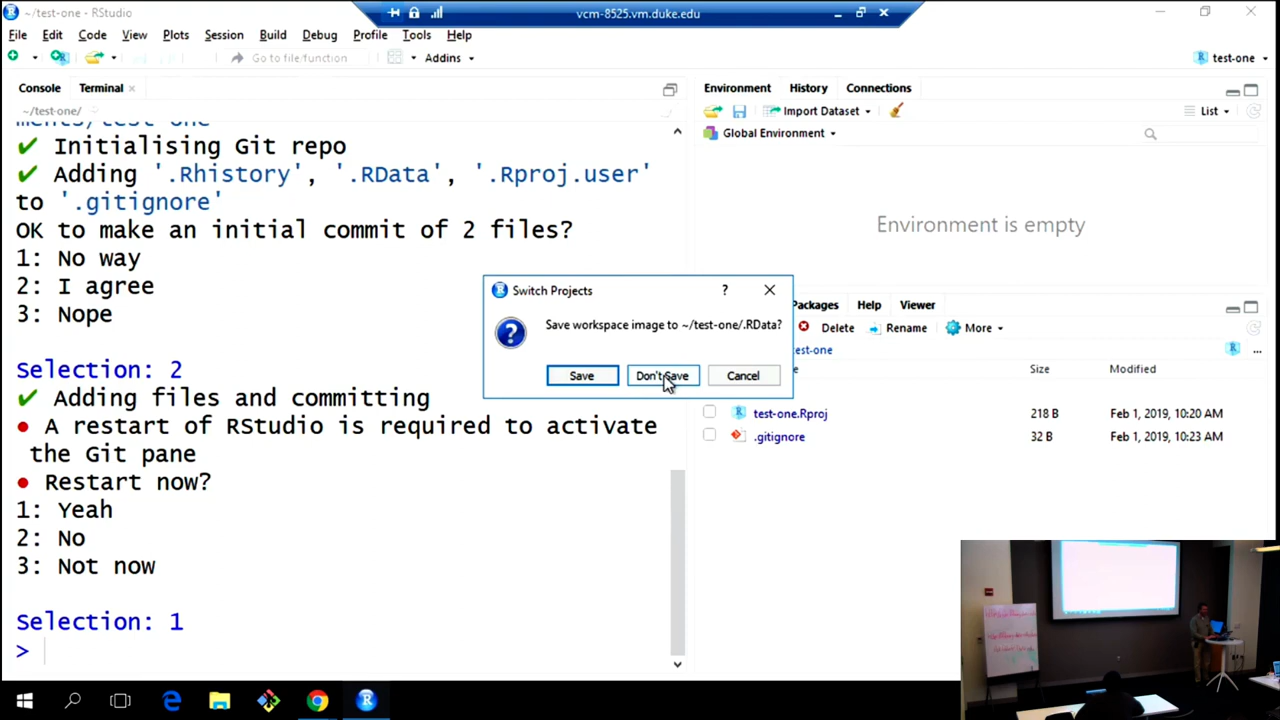 ~/test-one - RStudio
vcm-8525.vm.duke.edu
File Edit Code View Plots Session Build Debug Profile Tools Help
Go to file/function
Addins
test-one
Console Terminal
Environment History Connections
~/test-one/
Import Dataset
List
Global Environment
✔ Initialising Git repo
✔ Adding '.Rhistory', '.RData', '.Rproj.user'
to '.gitignore'
OK to make an initial commit of 2 files?
1: No way
2: I agree
3: Nope
Selection: 2
✔ Adding files and committing
● A restart of RStudio is required to activate
the Git pane
● Restart now?
1: Yeah
2: No
3: Not now
Selection: 1
>
Environment is empty
Switch Projects
?
Save workspace image to ~/test-one/.RData?
Save Don't Save Cancel
Packages Help Viewer
Delete Rename More
test-one
Size Modified
test-one.Rproj 218 B Feb 1, 2019, 10:20 AM
.gitignore 32 B Feb 1, 2019, 10:23 AM